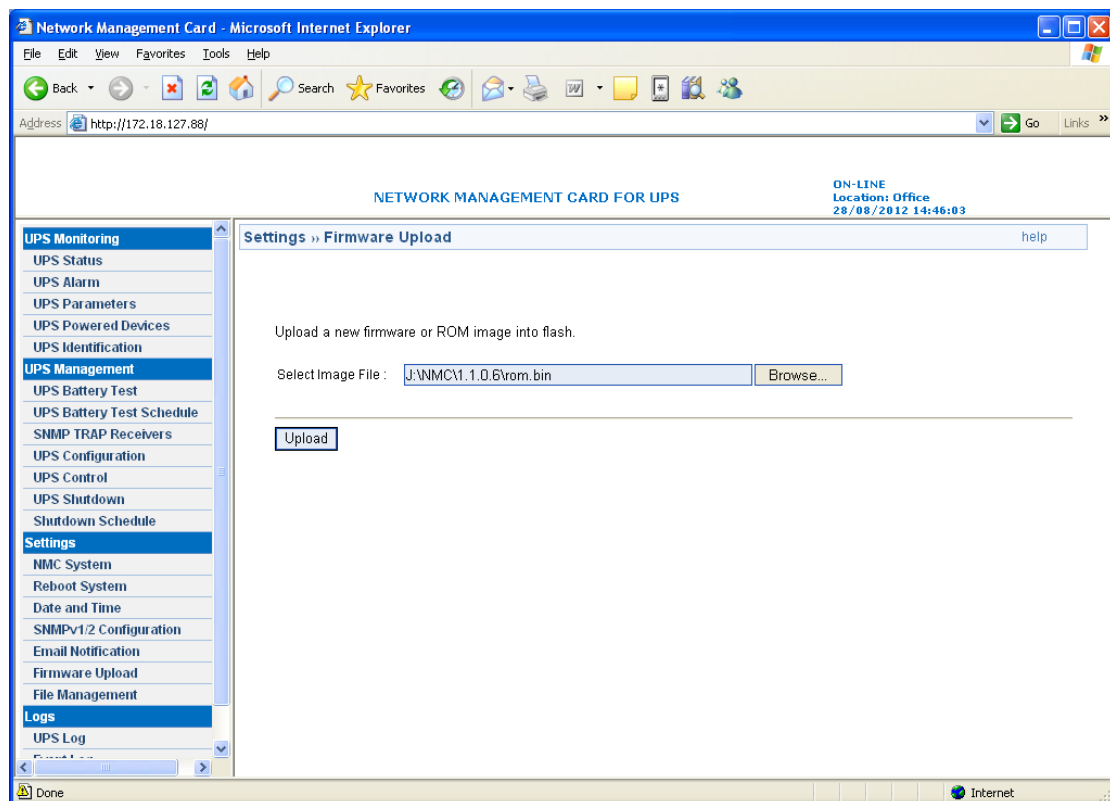 Network Management Card - Microsoft Internet Explorer
File Edit View Favorites Tools Help
Back Search Favorites
Address http://172.18.127.88/ Go Links »
NETWORK MANAGEMENT CARD FOR UPS
ON-LINE
Location: Office
28/08/2012 14:46:03
UPS Monitoring
UPS Status
UPS Alarm
UPS Parameters
UPS Powered Devices
UPS Identification
UPS Management
UPS Battery Test
UPS Battery Test Schedule
SNMP TRAP Receivers
UPS Configuration
UPS Control
UPS Shutdown
Shutdown Schedule
Settings
NMC System
Reboot System
Date and Time
SNMPv1/2 Configuration
Email Notification
Firmware Upload
File Management
Logs
UPS Log
Settings » Firmware Upload help
Upload a new firmware or ROM image into flash.
Select Image File : J:\NMC\1.1.0.6\rom.bin Browse...
Upload
Done Internet